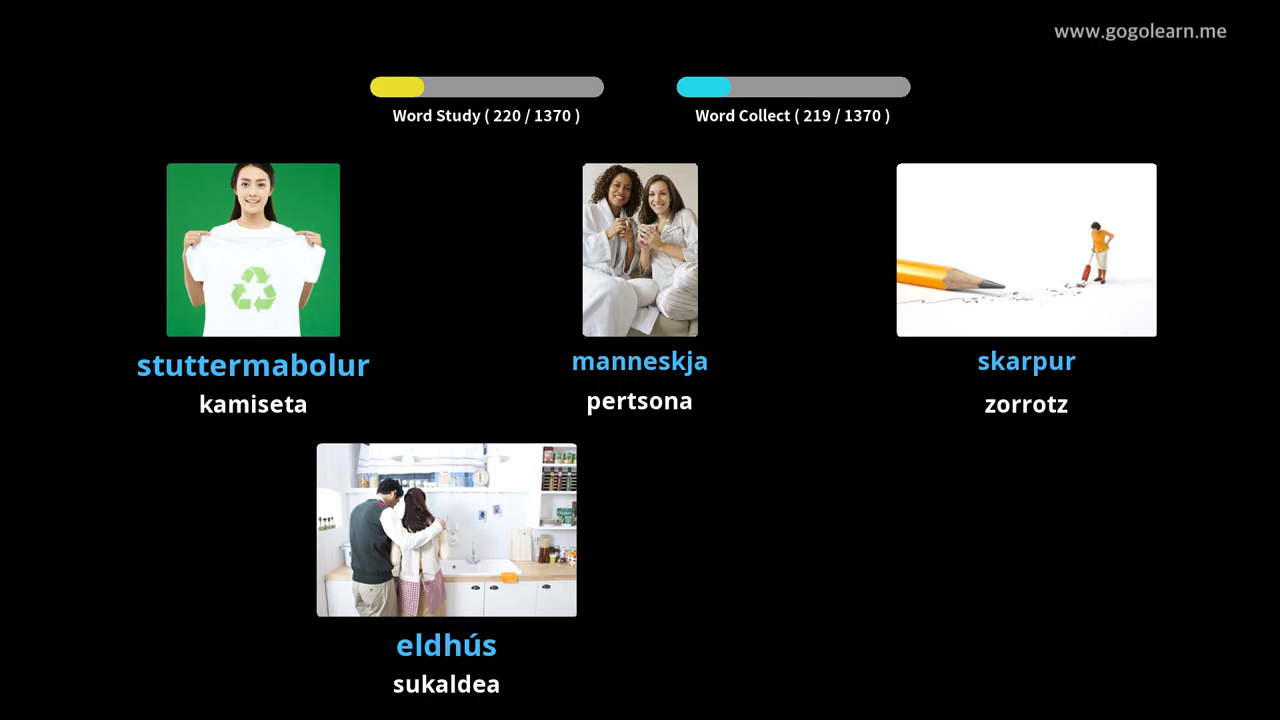 www.gogolearn.me
Word Study ( 220 / 1370 )
Word Collect ( 219 / 1370 )
stuttermabolur
kamiseta
manneskja
pertsona
skarpur
zorrotz
eldhús
sukaldea